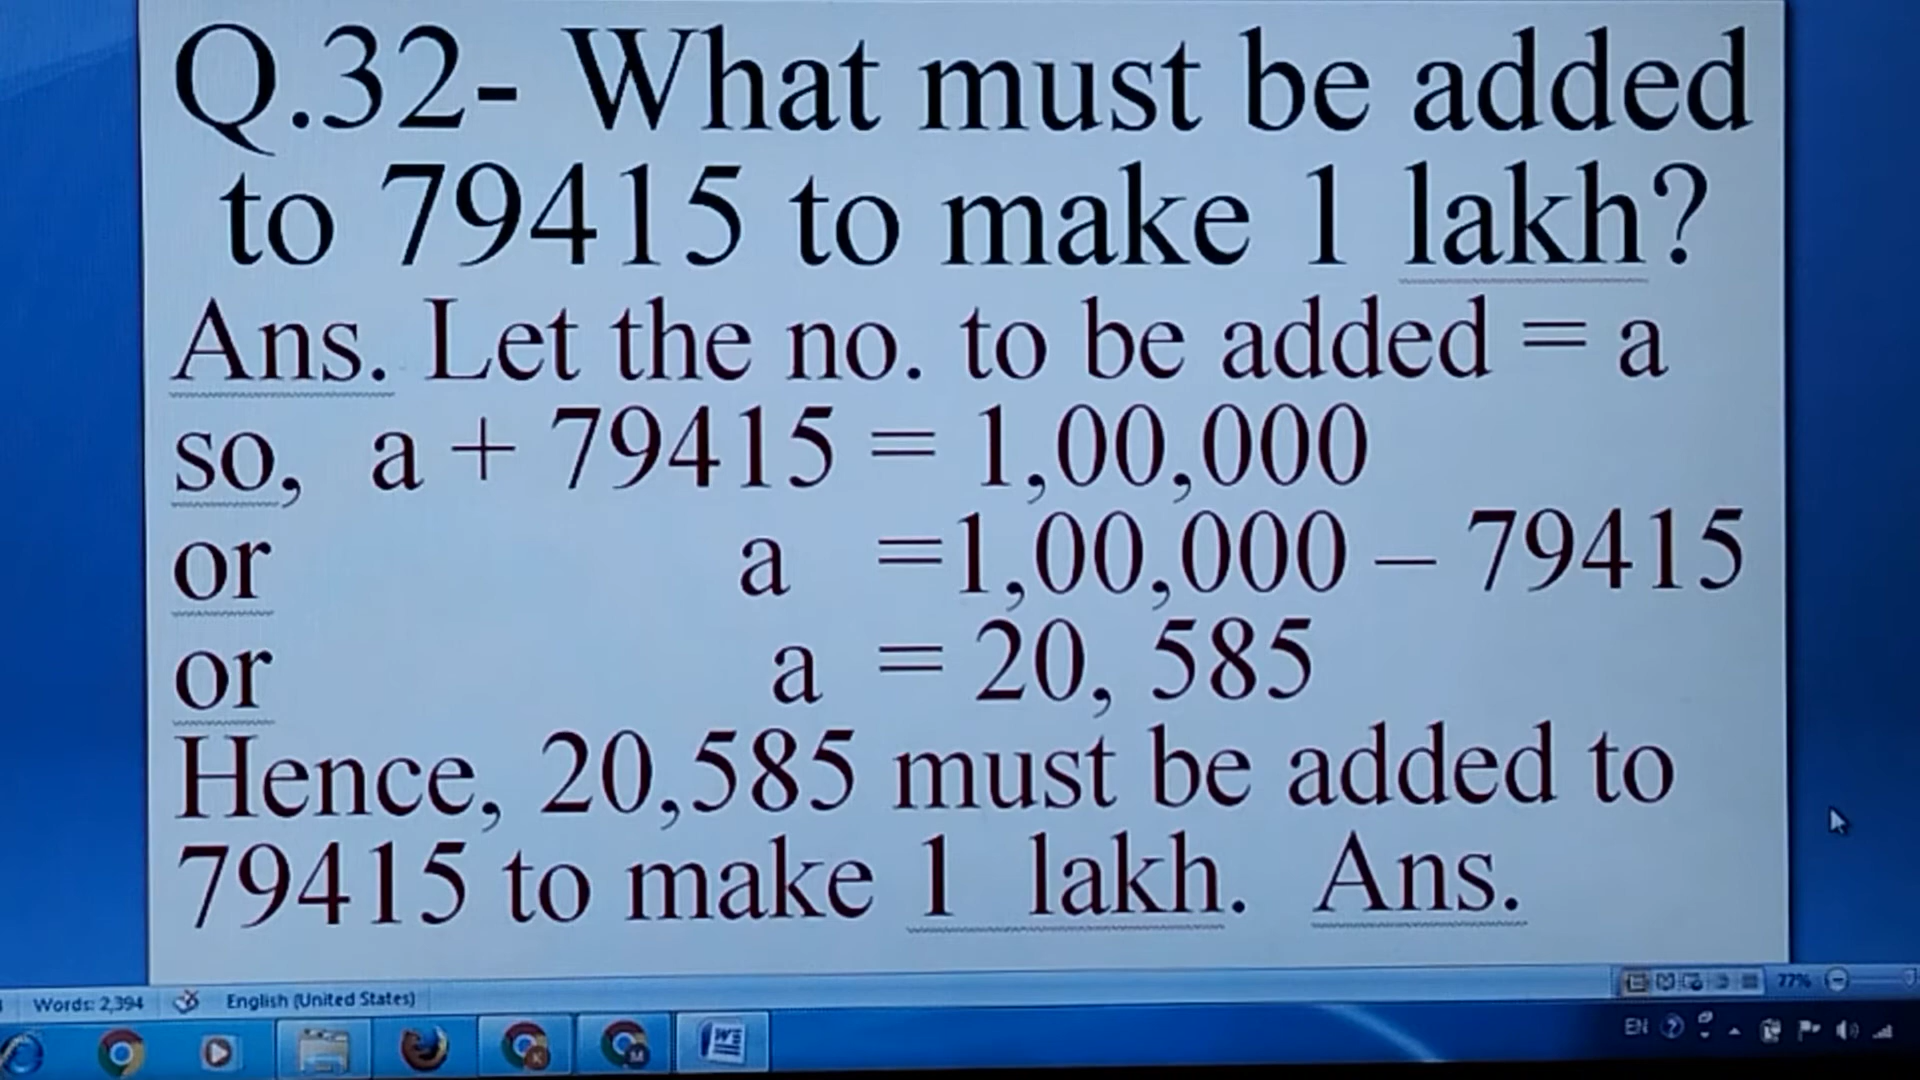 Q.32- What must be added
to 79415 to make 1 lakh?
Ans. Let the no. to be added = a
so, a + 79415 = 1,00,000
or a =1,00,000 – 79415
or a = 20, 585
Hence, 20,585 must be added to
79415 to make 1 lakh. Ans.
Words: 2,394 English (United States) 77%
EN